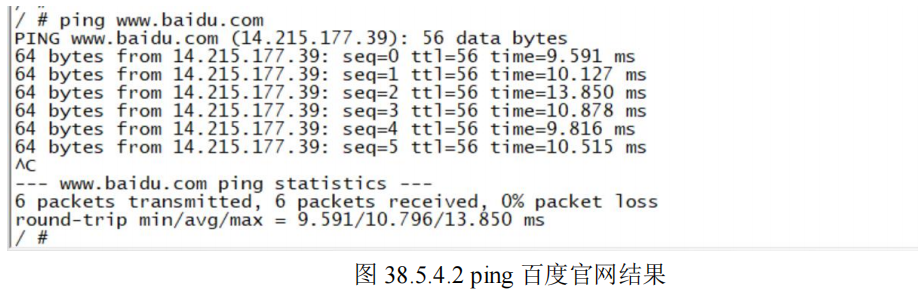 / #
/ # ping www.baidu.com
PING www.baidu.com (14.215.177.39): 56 data bytes
64 bytes from 14.215.177.39: seq=0 ttl=56 time=9.591 ms
64 bytes from 14.215.177.39: seq=1 ttl=56 time=10.127 ms
64 bytes from 14.215.177.39: seq=2 ttl=56 time=13.850 ms
64 bytes from 14.215.177.39: seq=3 ttl=56 time=10.878 ms
64 bytes from 14.215.177.39: seq=4 ttl=56 time=9.816 ms
64 bytes from 14.215.177.39: seq=5 ttl=56 time=10.515 ms
^C
--- www.baidu.com ping statistics ---
6 packets transmitted, 6 packets received, 0% packet loss
round-trip min/avg/max = 9.591/10.796/13.850 ms
/ #
图 38.5.4.2 ping 百度官网结果